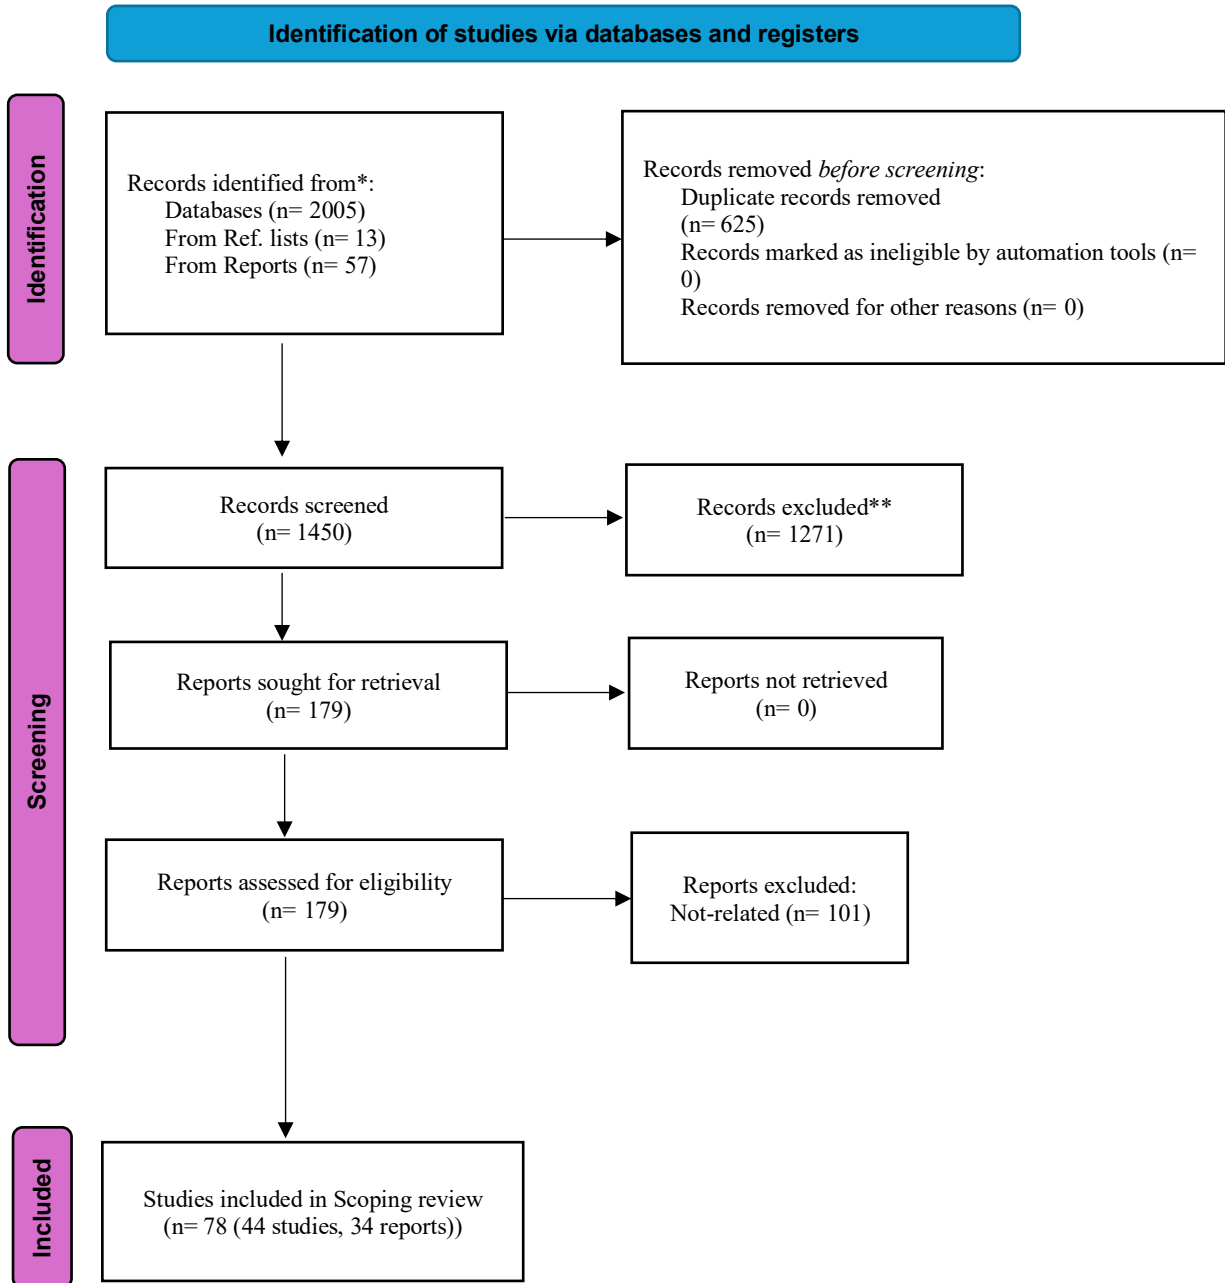 Identification of studies via databases and registers
Identification
Records identified from*:
Databases (n= 2005)
From Ref. lists (n= 13)
From Reports (n= 57)
Records removed before screening:
Duplicate records removed
(n= 625)
Records marked as ineligible by automation tools (n=
0)
Records removed for other reasons (n= 0)
Screening
Records screened
(n= 1450)
Records excluded**
(n= 1271)
Reports sought for retrieval
(n= 179)
Reports not retrieved
(n= 0)
Reports assessed for eligibility
(n= 179)
Reports excluded:
Not-related (n= 101)
Included
Studies included in Scoping review
(n= 78 (44 studies, 34 reports))